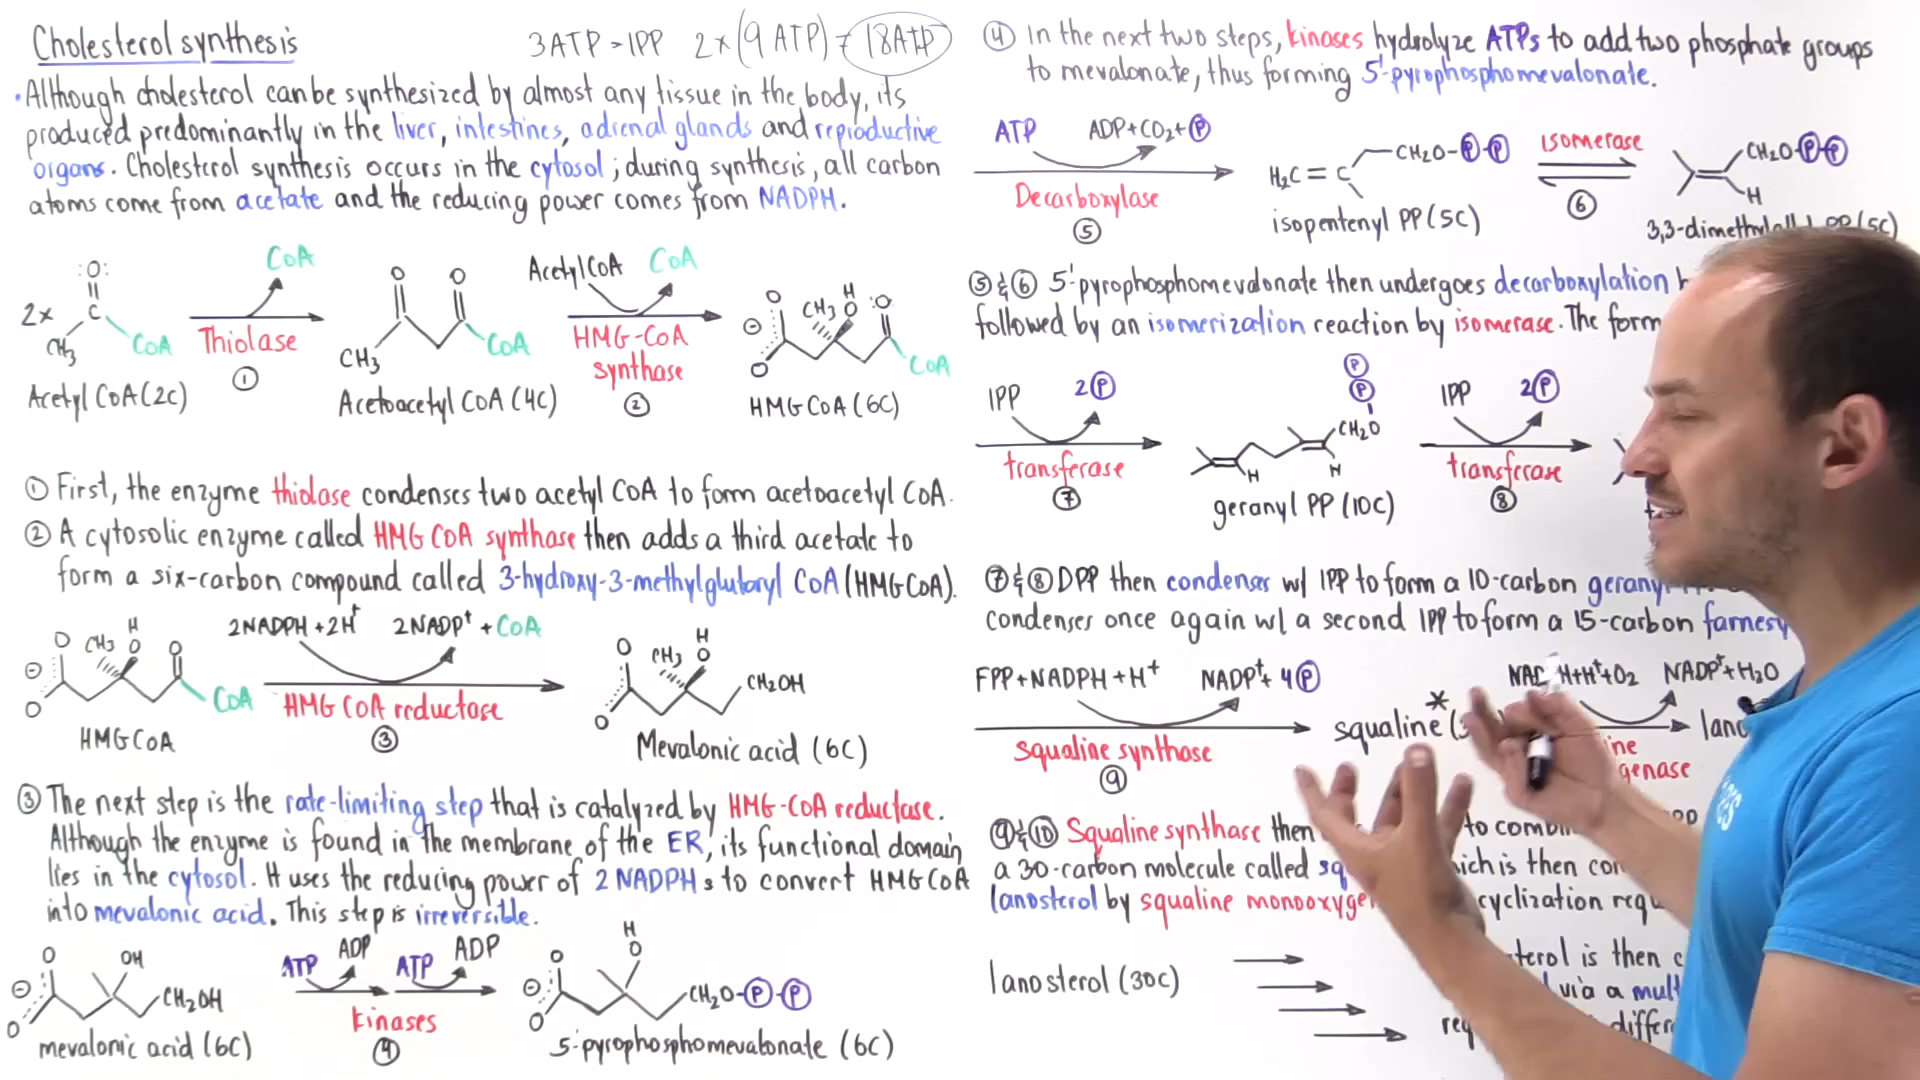 Cholesterol synthesis
3ATP → IPP 2x(9 ATP) = 18ATP
• Although cholesterol can be synthesized by almost any tissue in the body, its
produced predominantly in the liver, intestines, adrenal glands and reproductive
organs. Cholesterol synthesis occurs in the cytosol; during synthesis, all carbon
atoms come from acetate and the reducing power comes from NADPH.
2x
:O:
C
CH3
CoA
Acetyl CoA (2C)
CoA
Thiolase
①
O O
CH3
CoA
Acetoacetyl CoA (4C)
Acetyl CoA CoA
HMG-CoA
synthase
②
O
⊖
O
CH3
H
O
:O
CoA
HMG CoA (6C)
① First, the enzyme thiolase condenses two acetyl CoA to form acetoacetyl CoA.
② A cytosolic enzyme called HMG CoA synthase then adds a third acetate to
form a six-carbon compound called 3-hydroxy-3-methylglutaryl CoA (HMG CoA).
O
⊖
O
CH3
H
O
O
CoA
HMG CoA
2NADPH + 2H+ 2NADP+ + CoA
HMG CoA reductase
③
O
O
CH3
H
O
CH2OH
Mevalonic acid (6C)
③ The next step is the rate-limiting step that is catalyzed by HMG-CoA reductase.
Although the enzyme is found in the membrane of the ER, its functional domain
lies in the cytosol. It uses the reducing power of 2 NADPHs to convert HMG CoA
into mevalonic acid. This step is irreversible.
O
⊖
O
OH
CH2OH
mevalonic acid (6C)
ATP ADP ATP ADP
kinases
④
O
⊖
O
H
O
CH2O-Ⓟ-Ⓟ
5-pyrophosphomevalonate (6C)
④ In the next two steps, kinases hydrolyze ATPs to add two phosphate groups
to mevalonate, thus forming 5'-pyrophosphomevalonate.
ATP ADP+CO2+Ⓟ
Decarboxylase
⑤
H2C=C
CH2O-Ⓟ-Ⓟ
isopentenyl PP (5C)
isomerase
⑥
CH2O-Ⓟ-Ⓟ
H
PP (5C)
⑤&⑥ 5'-pyrophosphomevalonate then undergoes decarboxylation
followed by an isomerization reaction by isomerase. The
IPP 2Ⓟ
transferase
⑦
Ⓟ
Ⓟ
CH2O
H H
geranyl PP (10C)
IPP 2Ⓟ
transferase
⑧
⑦&⑧ DPP then condenses w/ IPP to form a 10-carbon
condenses once again w/ a second IPP to form a 15-carbon
FPP + NADPH + H+ NADP+ + 4Ⓟ
squaline synthase
⑨
squaline*
H+H++O2 NADP++H2O
⑨&⑩ Squaline synthase then
a 30-carbon molecule called which is then
lanosterol by squaline cyclization
lanosterol (30C)
is then
via a